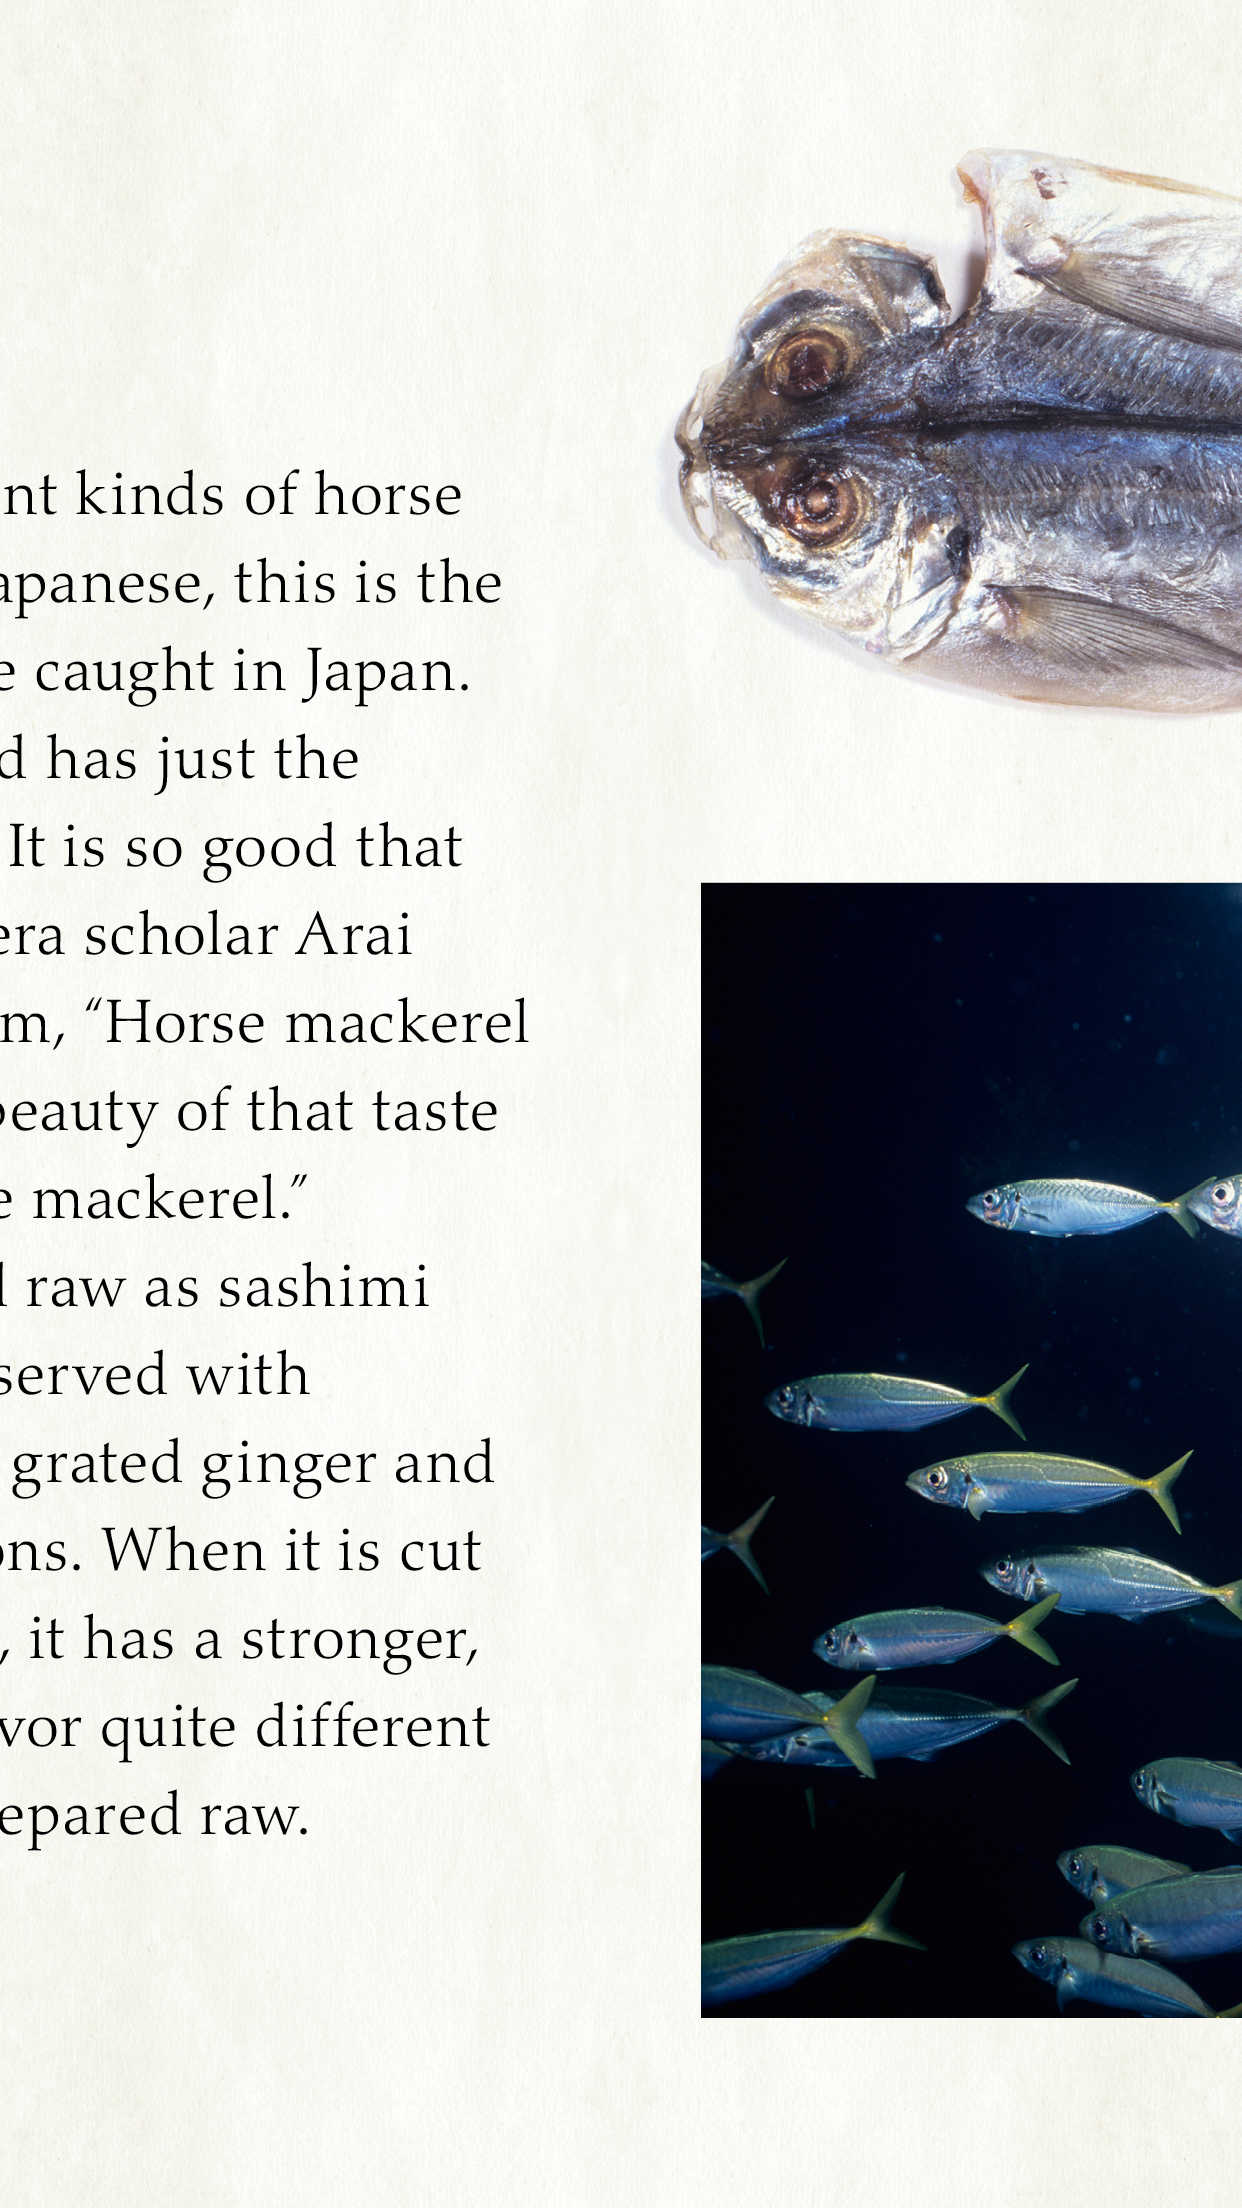 nt kinds of horse
apanese, this is the
e caught in Japan.
d has just the
It is so good that
era scholar Arai
m, “Horse mackerel
beauty of that taste
e mackerel.”
raw as sashimi
served with
grated ginger and
ons. When it is cut
, it has a stronger,
vor quite different
epared raw.